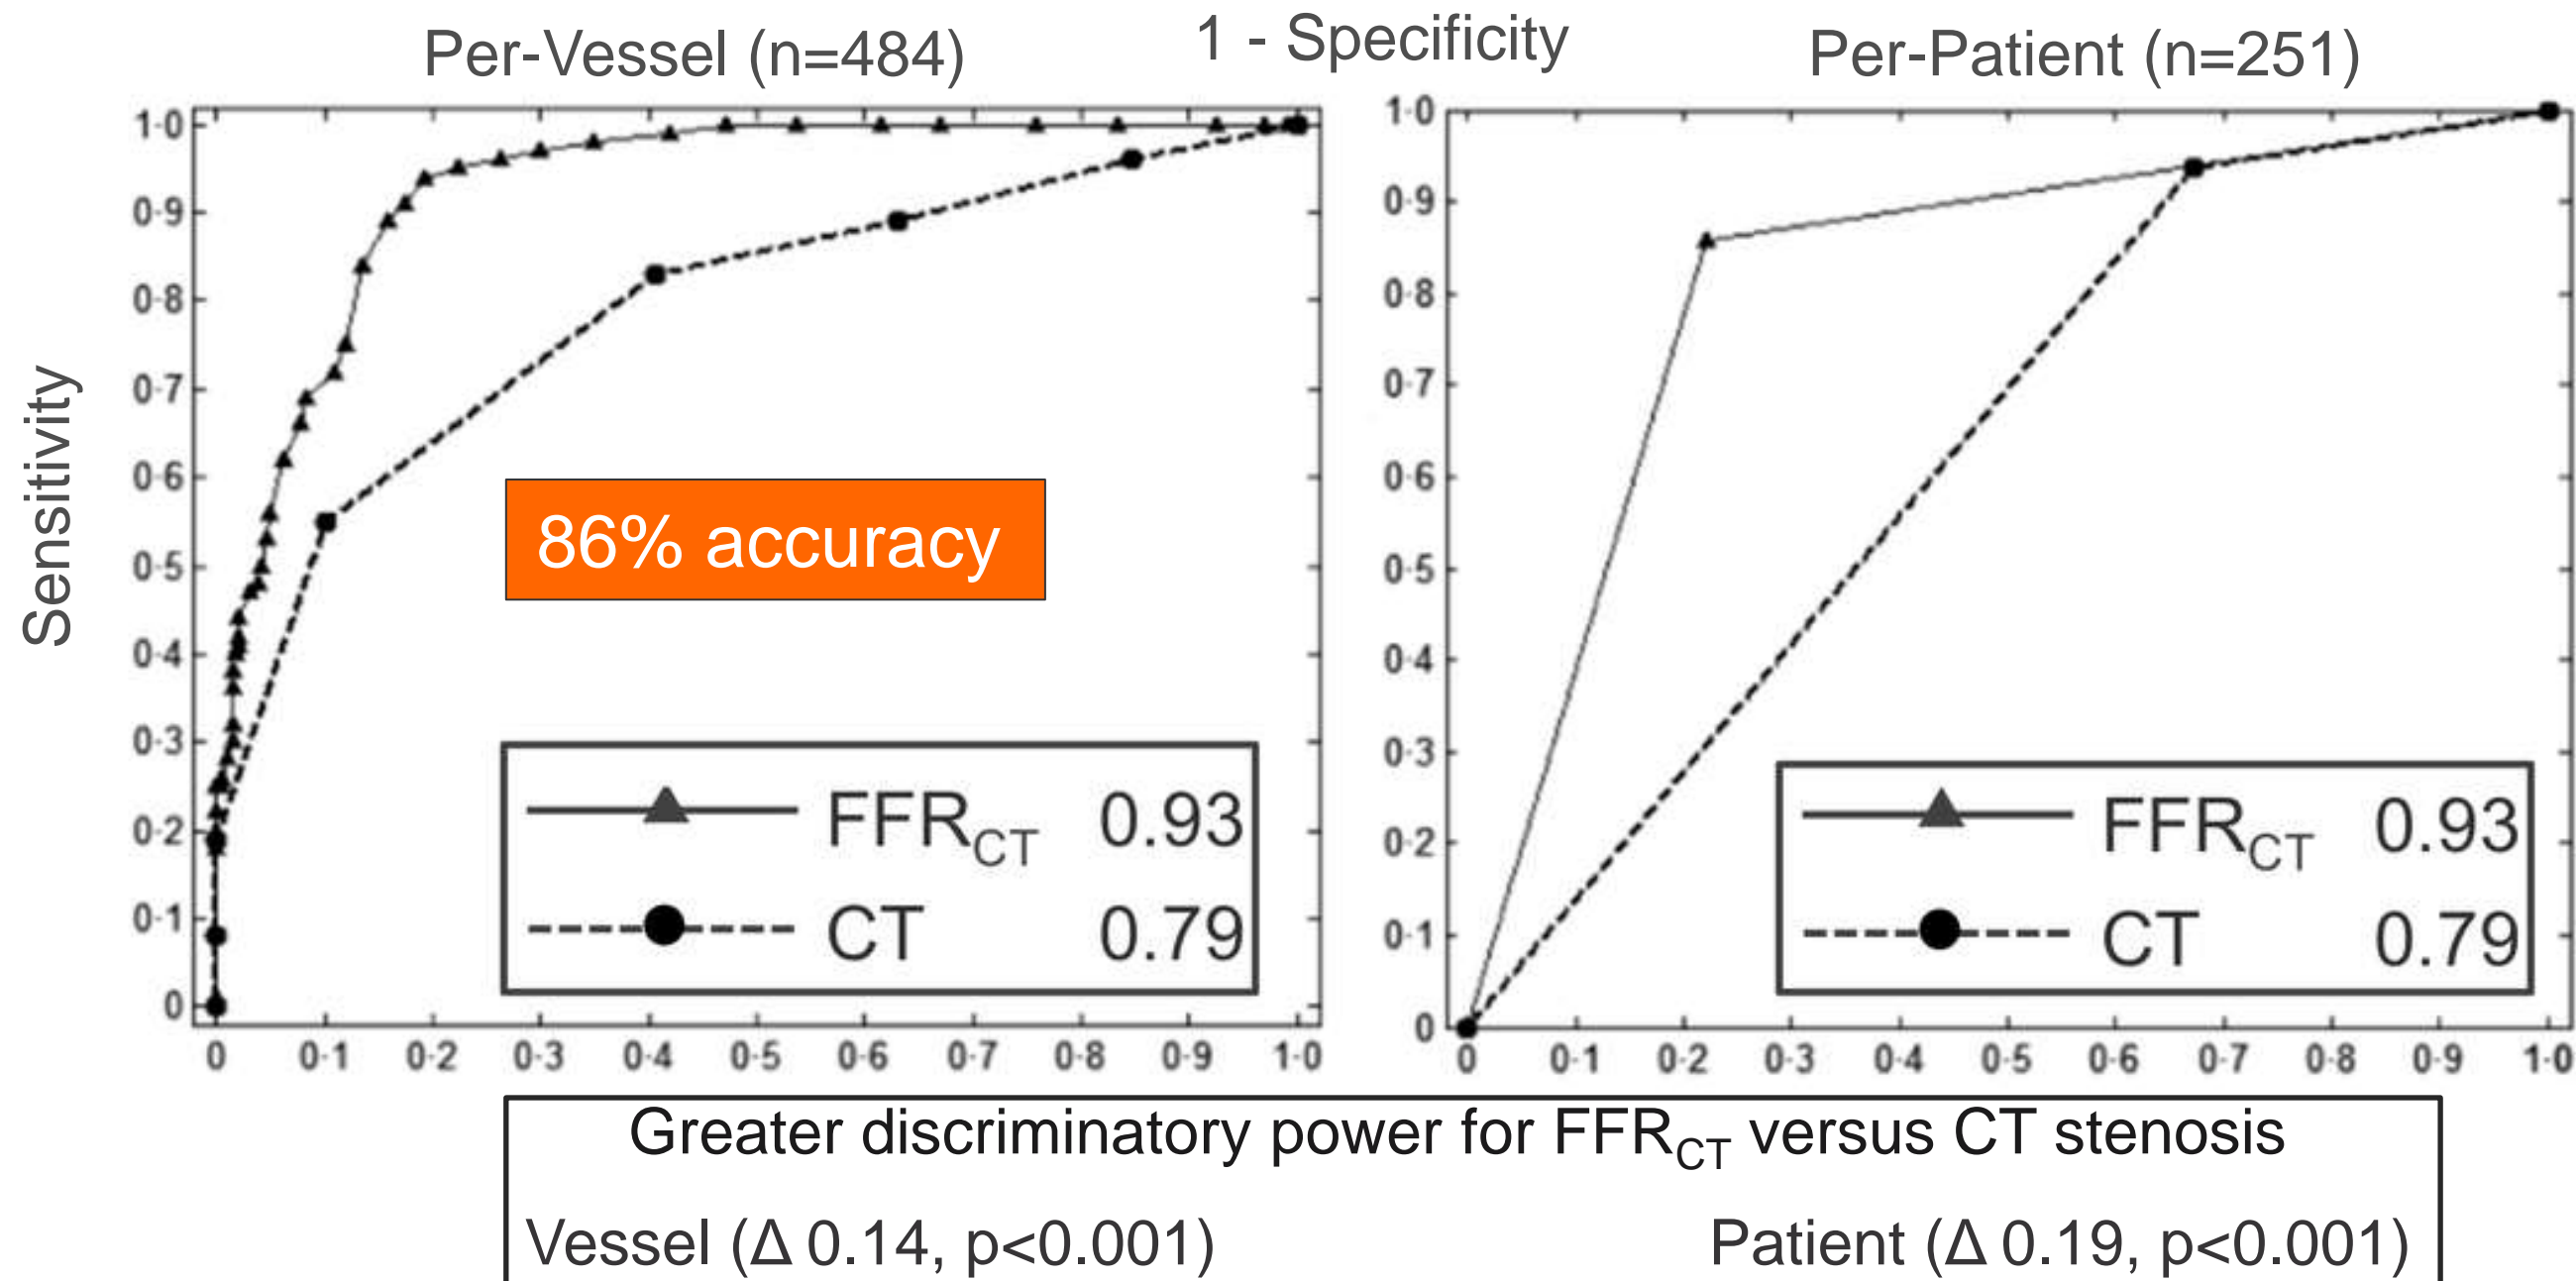 Per-Vessel (n=484)
1 - Specificity
Per-Patient (n=251)
Sensitivity
1·0
0·9
0·8
0·7
0·6
0·5
0·4
0·3
0·2
0·1
0
0 0·1 0·2 0·3 0·4 0·5 0·6 0·7 0·8 0·9 1·0
86% accuracy
FFRCT 0.93
CT 0.79
1·0
0·9
0·8
0·7
0·6
0·5
0·4
0·3
0·2
0·1
0
0 0·1 0·2 0·3 0·4 0·5 0·6 0·7 0·8 0·9 1·0
FFRCT 0.93
CT 0.79
Greater discriminatory power for FFRCT versus CT stenosis
Vessel (Δ 0.14, p<0.001)
Patient (Δ 0.19, p<0.001)